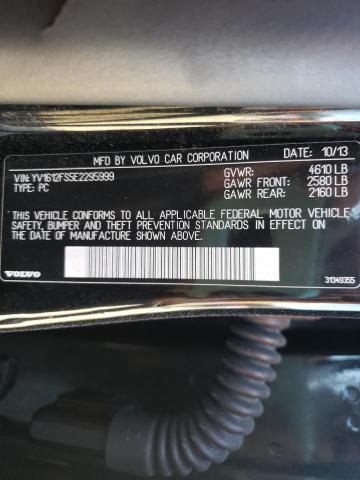 MFD BY VOLVO CAR CORPORATION DATE: 10/13
VIN: YV1612FS5E2295999 GVWR: 4610 LB
TYPE: PC GAWR FRONT: 2580 LB
GAWR REAR: 2160 LB
THIS VEHICLE CONFORMS TO ALL APPLICABLE FEDERAL MOTOR VEHICLE
SAFETY, BUMPER AND THEFT PREVENTION STANDARDS IN EFFECT ON THE
DATE OF MANUFACTURE SHOWN ABOVE.
VOLVO 31349355